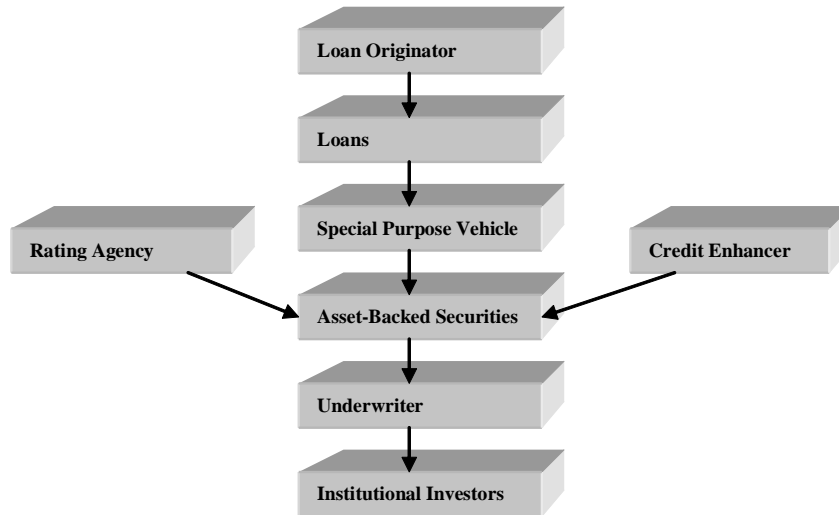 Loan Originator
Loans
Special Purpose Vehicle
Rating Agency
Credit Enhancer
Asset-Backed Securities
Underwriter
Institutional Investors